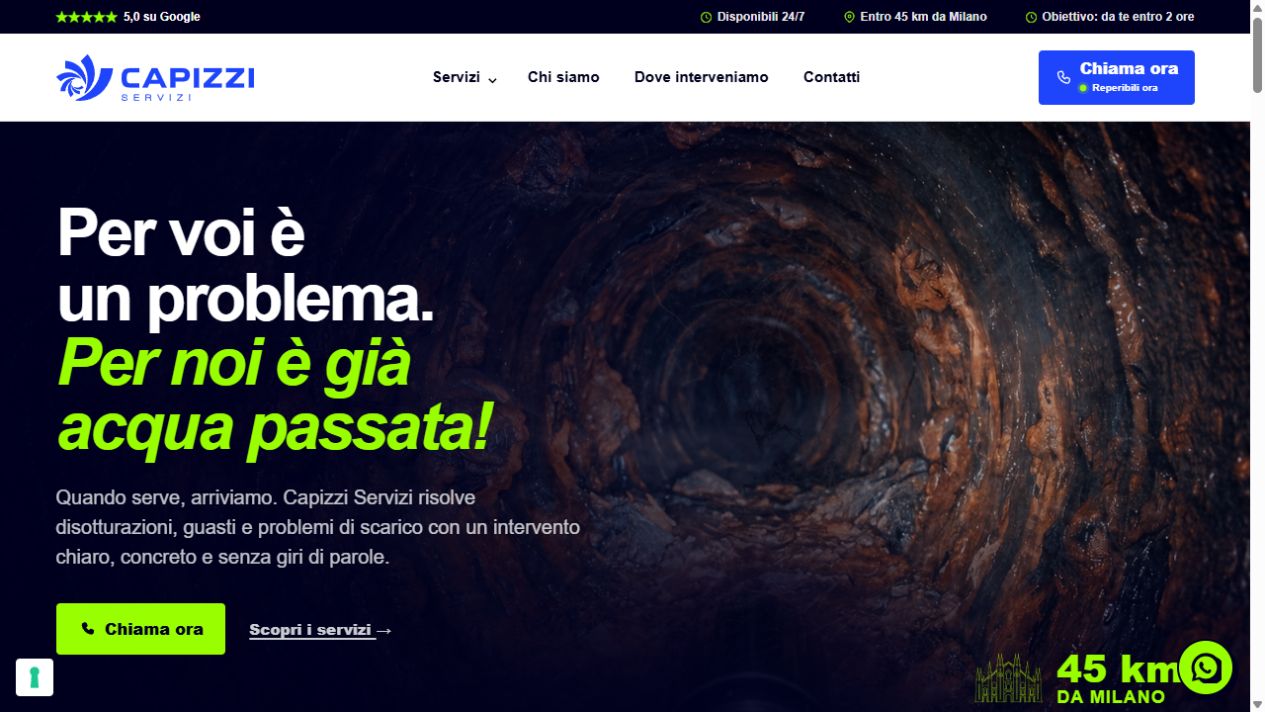 5,0 su Google
Disponibili 24/7
Entro 45 km da Milano
Obiettivo: da te entro 2 ore
CAPIZZI
SERVIZI
Servizi
Chi siamo
Dove interveniamo
Contatti
Chiama ora
Reperibili ora
Per voi è
un problema.
Per noi è già
acqua passata!
Quando serve, arriviamo. Capizzi Servizi risolve
disotturazioni, guasti e problemi di scarico con un intervento
chiaro, concreto e senza giri di parole.
Chiama ora
Scopri i servizi →
45 km
DA MILANO